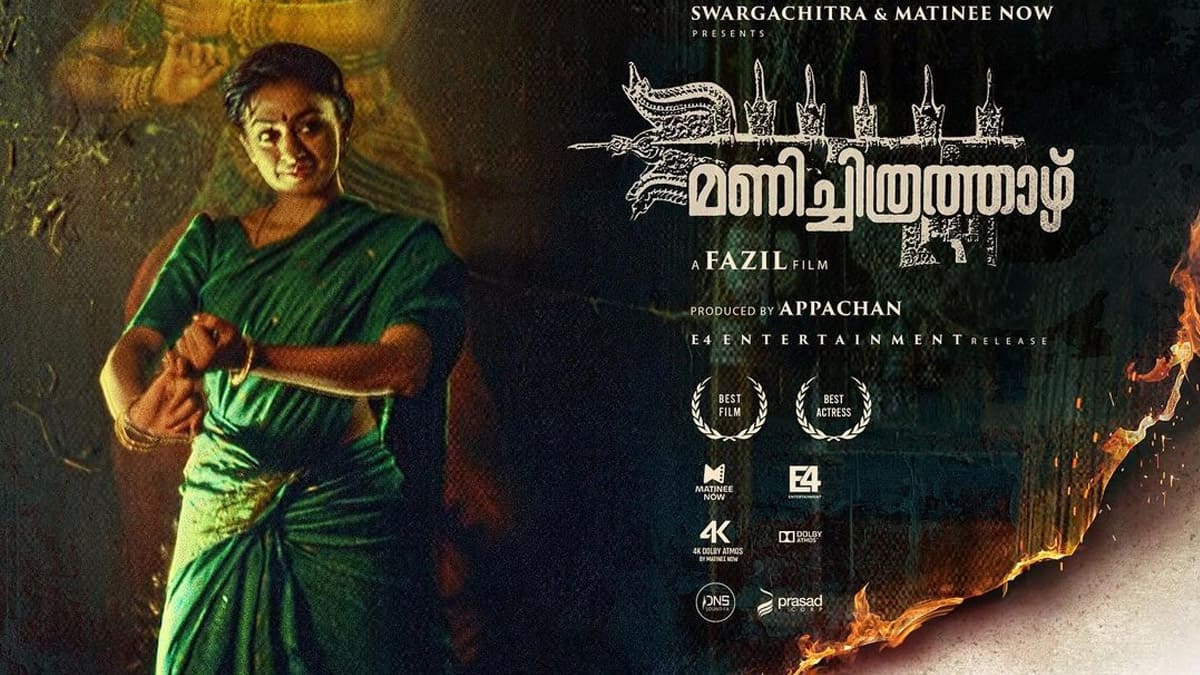 SWARGACHITRA & MATINEE NOW
PRESENTS
മണിച്ചിത്രത്താഴ്
A FAZIL FILM
PRODUCED BY APPACHAN
E4 ENTERTAINMENT RELEASE
BEST
FILM
BEST
ACTRESS
MATINEE
NOW
E4
ENTERTAINMENT
4K
4K DOLBY ATMOS
BY MATINEE NOW
DOLBY
ATMOS
DNS
prasad
CORP